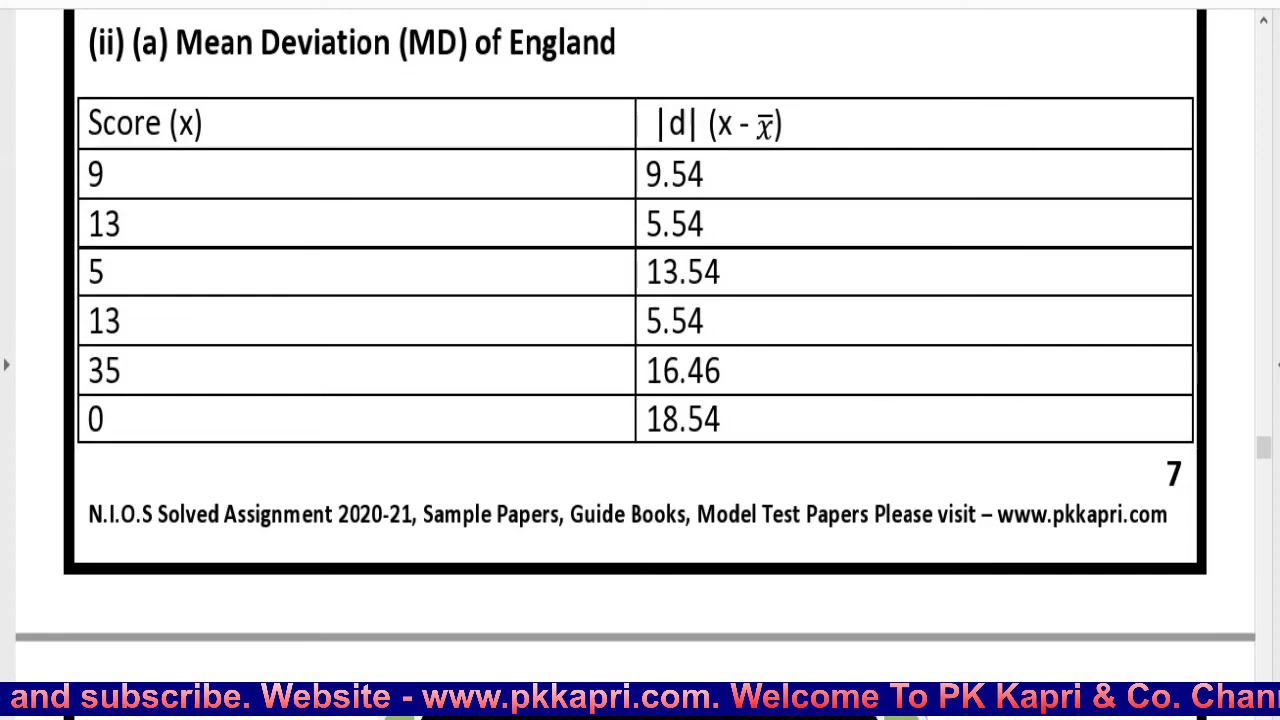 (ii) (a) Mean Deviation (MD) of England
Score (x) |d| (x - x̅)
9 9.54
13 5.54
5 13.54
13 5.54
35 16.46
0 18.54
7
N.I.O.S Solved Assignment 2020-21, Sample Papers, Guide Books, Model Test Papers Please visit – www.pkkapri.com
and subscribe. Website - www.pkkapri.com. Welcome To PK Kapri & Co. Chan